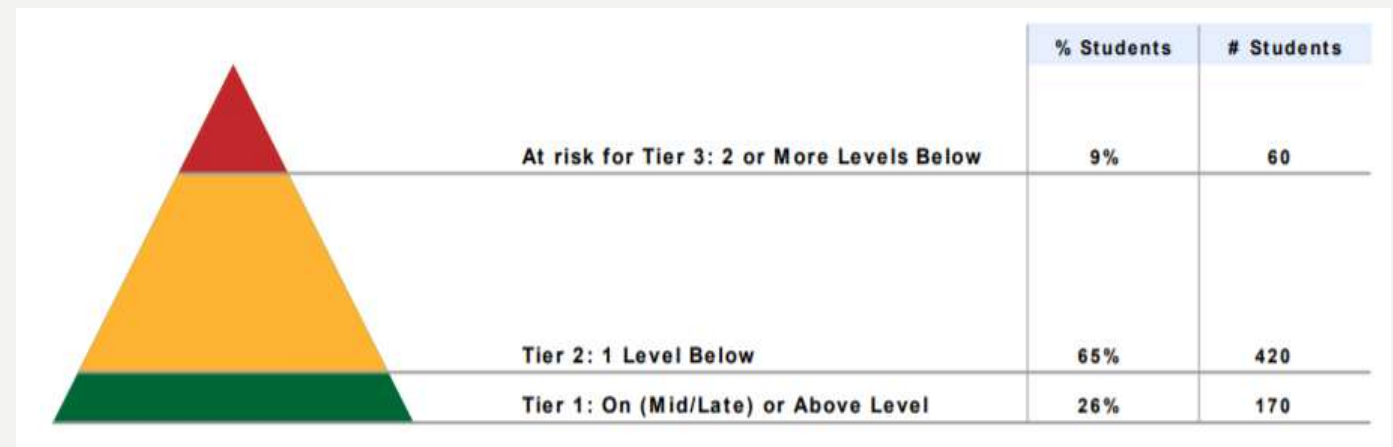 % Students # Students
At risk for Tier 3: 2 or More Levels Below 9% 60
Tier 2: 1 Level Below 65% 420
Tier 1: On (Mid/Late) or Above Level 26% 170